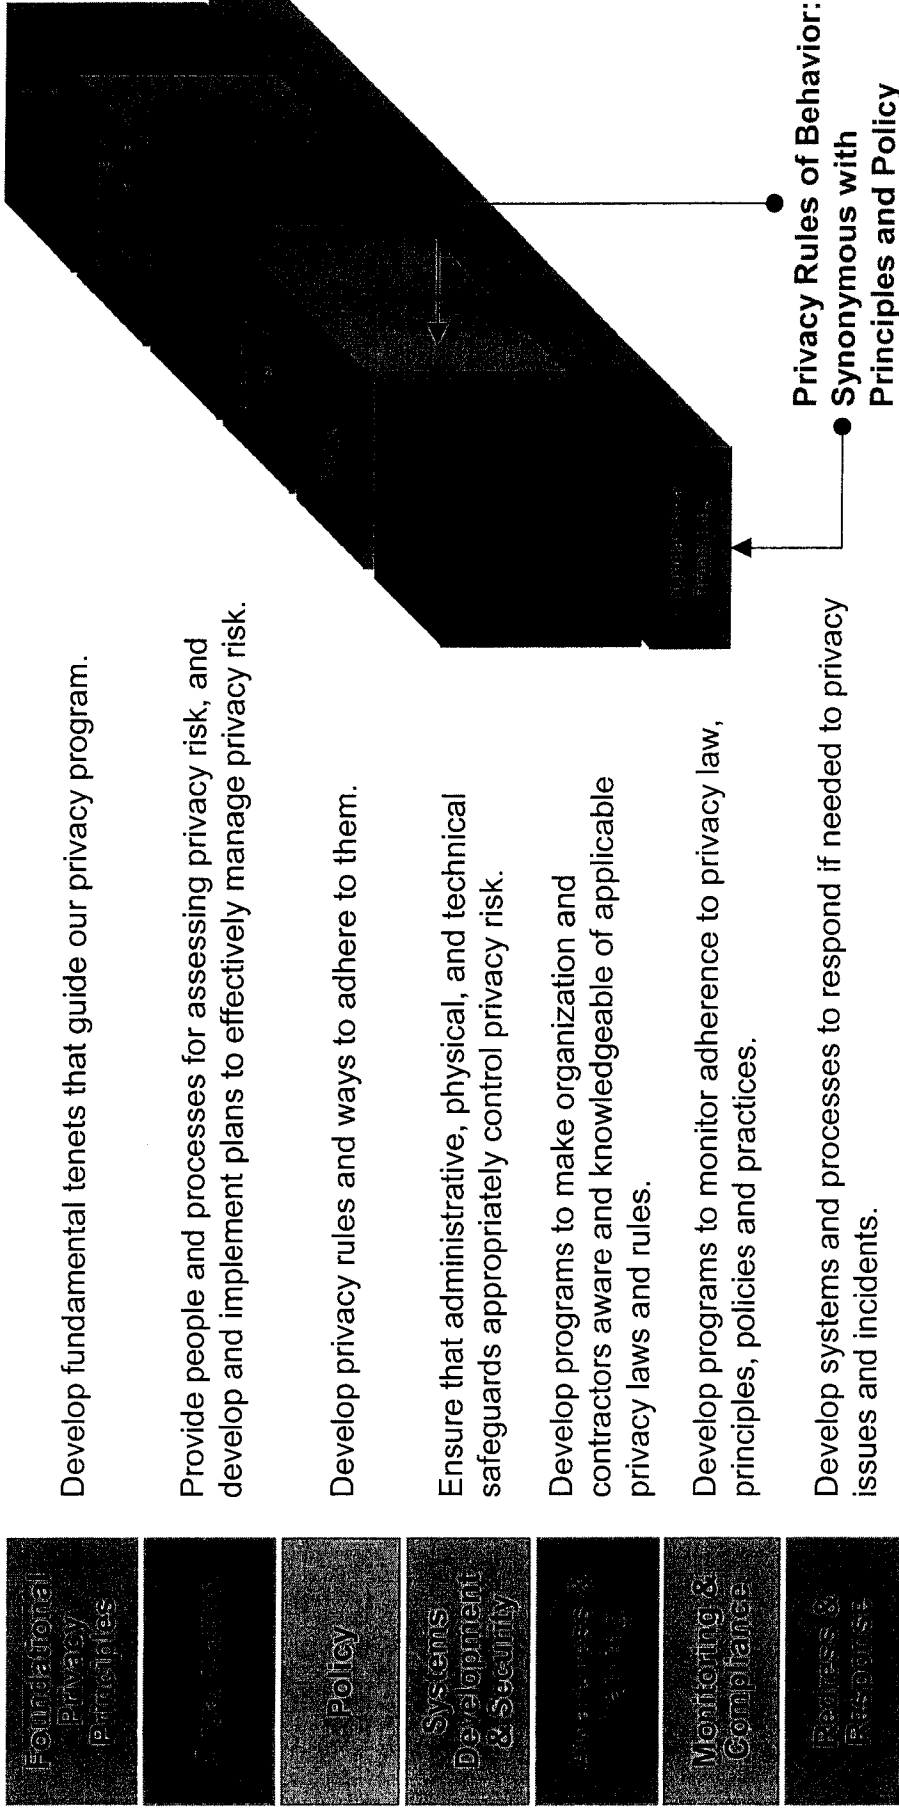 Foundational
Privacy
Principles
Develop fundamental tenets that guide our privacy program.
Provide people and processes for assessing privacy risk, and
develop and implement plans to effectively manage privacy risk.
Policy
Develop privacy rules and ways to adhere to them.
Systems
Development
& Security
Ensure that administrative, physical, and technical
safeguards appropriately control privacy risk.
Awareness &
Develop programs to make organization and
contractors aware and knowledgeable of applicable
privacy laws and rules.
Monitoring &
Compliance
Develop programs to monitor adherence to privacy law,
principles, policies and practices.
Redress &
Response
Develop systems and processes to respond if needed to privacy
issues and incidents.
Privacy Rules of Behavior:
Synonymous with
Principles and Policy